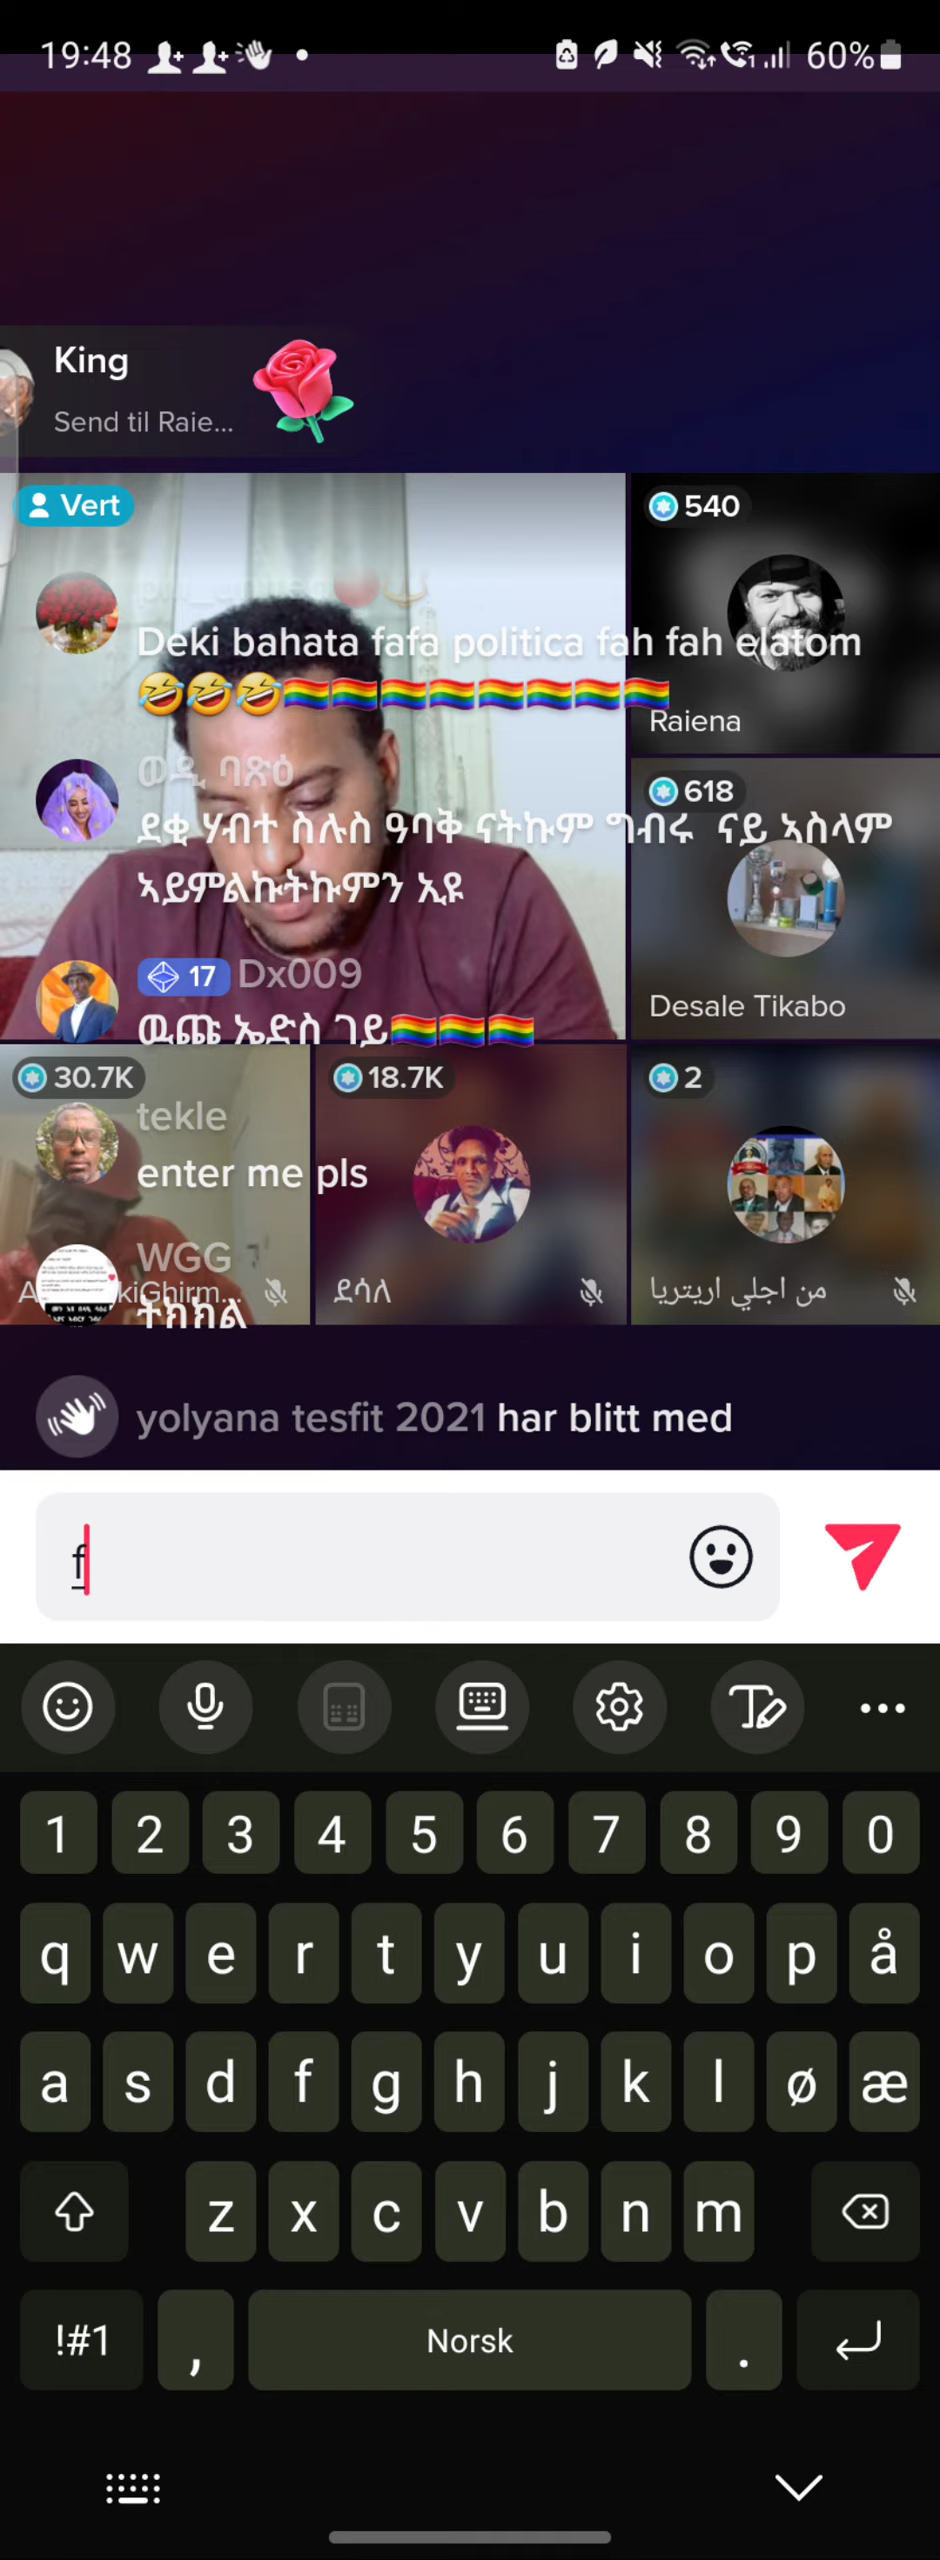 19:48
60%
King
Send til Raie...
Vert
540
Deki bahata fafa politica fah fah elatom
Raiena
618
ወዲ ባጽዕ
ደቂ ሃብተ ስሉስ ዓባቅ ናትኩም ግብሩ ናይ ኣስላም
ኣይምልኩትኩምን ኢዩ
Desale Tikabo
17 Dx009
ዉጩ ኤድስ ገይ
30.7K
18.7K
2
tekle
enter me pls
WGG
kiGhirm...
ትክክል
ደሳለ
من اجلي اريتريا
yolyana tesfit 2021 har blitt med
f
1 2 3 4 5 6 7 8 9 0
q w e r t y u i o p å
a s d f g h j k l ø æ
z x c v b n m
!#1 , Norsk .